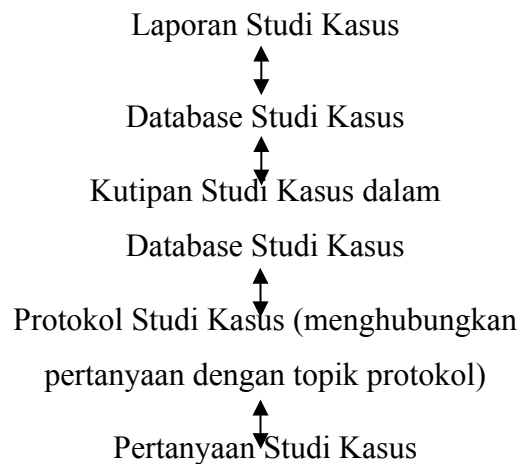 Laporan Studi Kasus
Database Studi Kasus
Kutipan Studi Kasus dalam
Database Studi Kasus
Protokol Studi Kasus (menghubungkan
pertanyaan dengan topik protokol)
Pertanyaan Studi Kasus